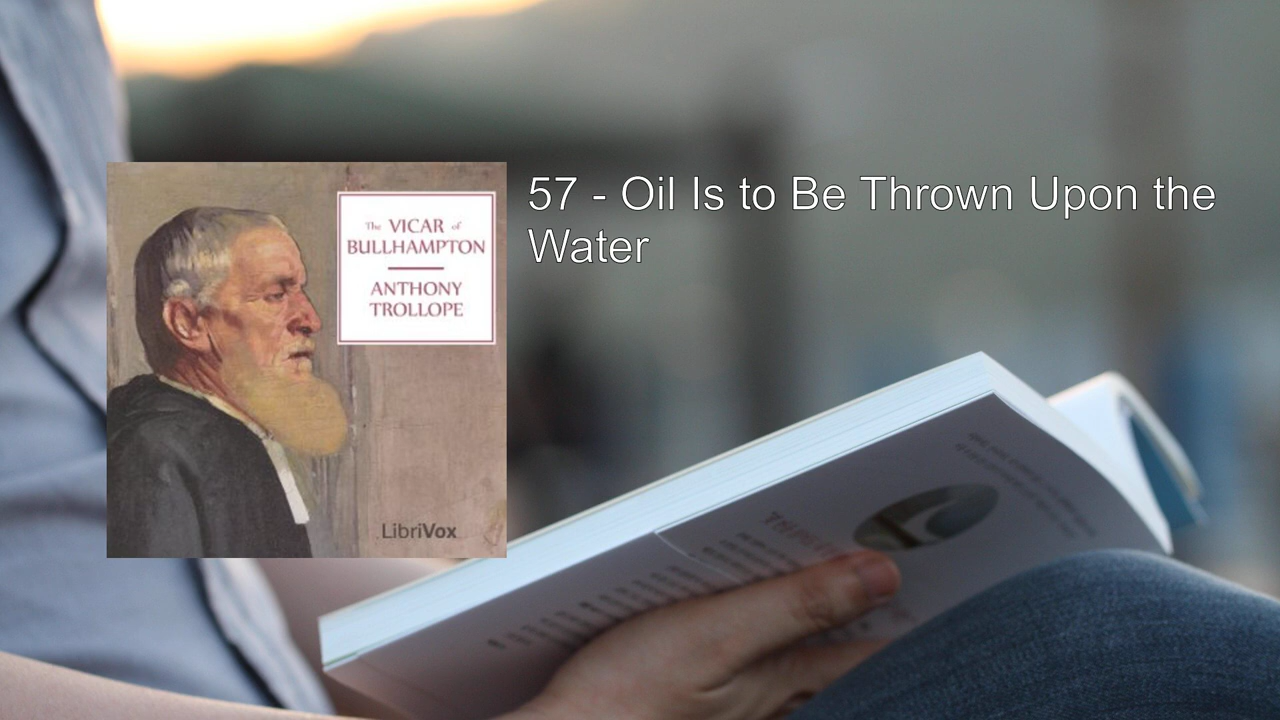 The VICAR of
BULLHAMPTON
ANTHONY
TROLLOPE
LibriVox
57 - Oil Is to Be Thrown Upon the
Water